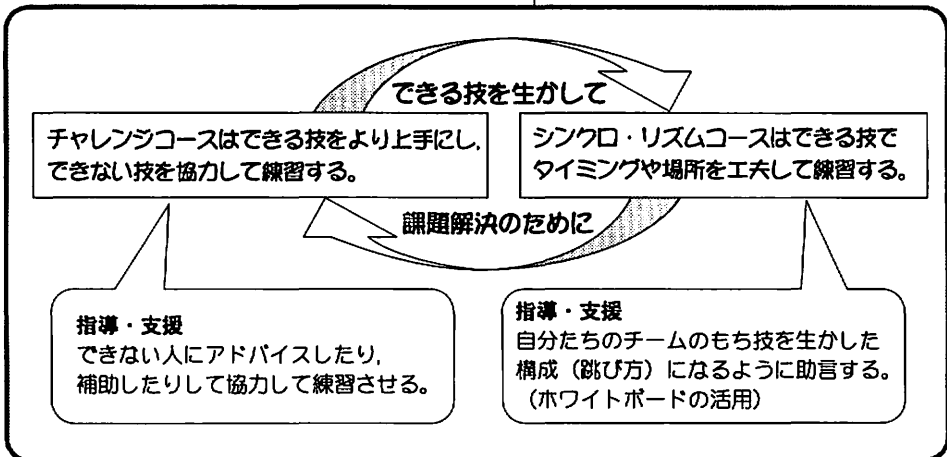 できる技を生かして
チャレンジコースはできる技をより上手にし,
できない技を協力して練習する。
シンクロ・リズムコースはできる技で
タイミングや場所を工夫して練習する。
課題解決のために
指導・支援
できない人にアドバイスしたり,
補助したりして協力して練習させる。
指導・支援
自分たちのチームのもち技を生かした
構成（跳び方）になるように助言する。
（ホワイトボードの活用）